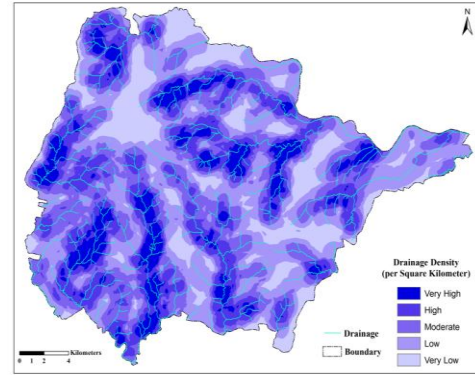 N
Drainage Density
(per Square Kilometer)
Very High
High
Moderate
Low
Very Low
Drainage
Boundary
Kilometers
0 1 2 4